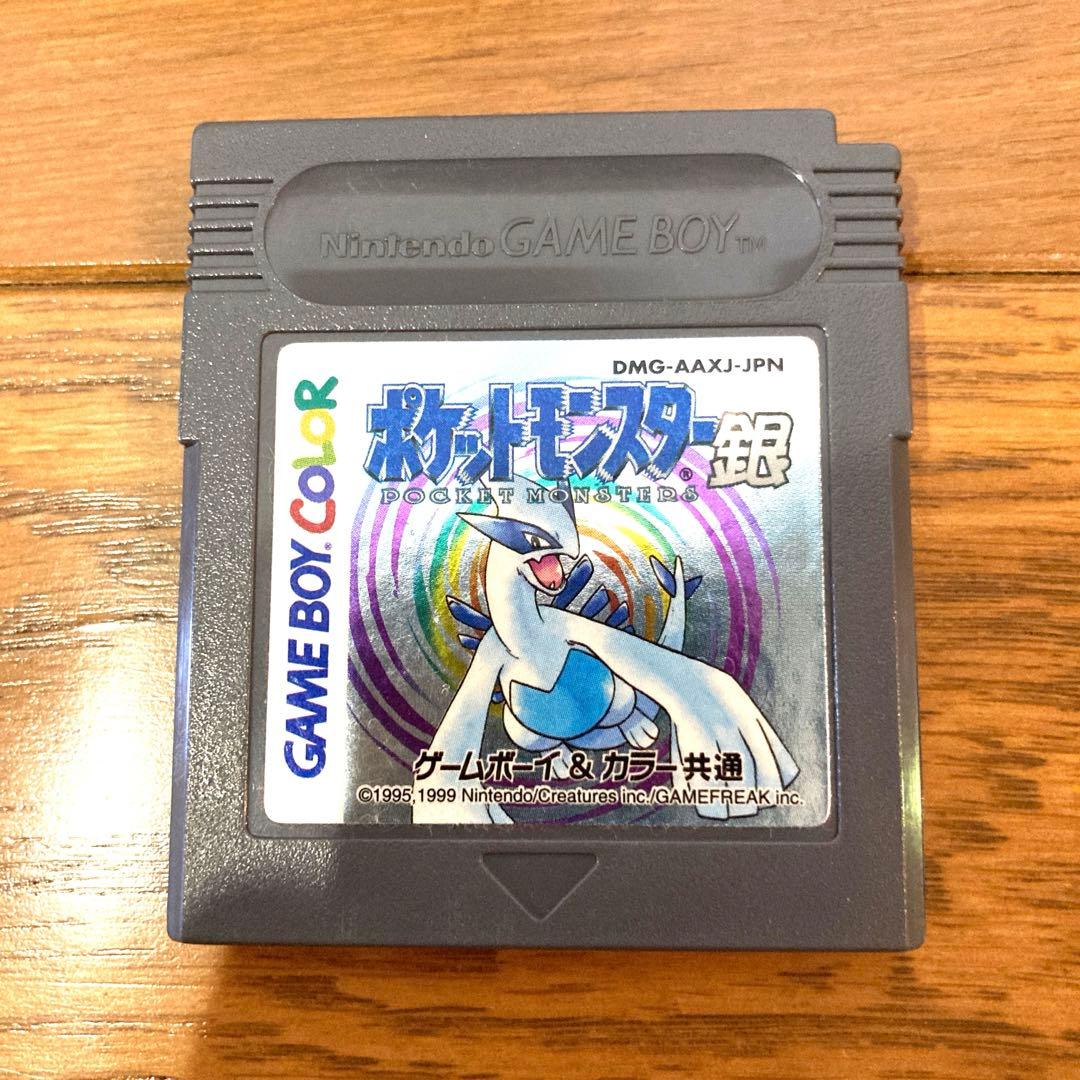 Nintendo GAME BOY™
DMG-AAXJ-JPN
ポケットモンスター®銀
POCKET MONSTERS
GAME BOY® COLOR
ゲームボーイ & カラー共通
©1995,1999 Nintendo/Creatures inc./GAMEFREAK inc.